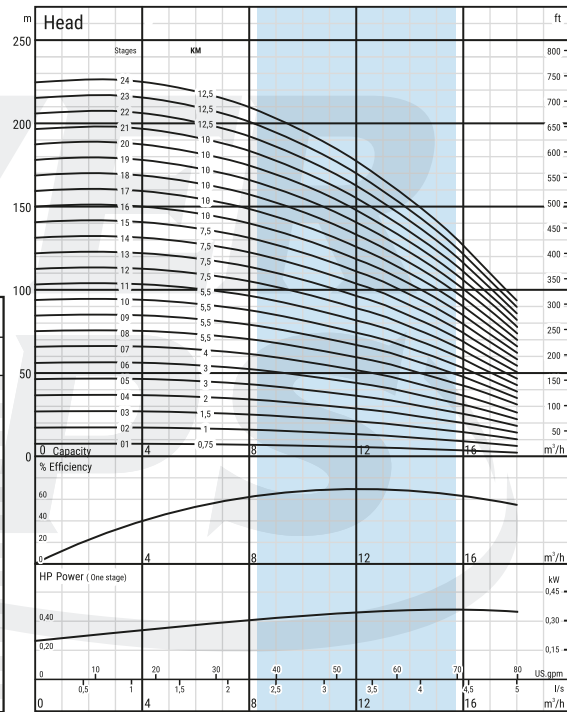 m Head ft
250
Stages KM
800
24 12,5 750
23 12,5 700
22 12,5
200 21 10 650
20 10 600
19 10 550
18 10
17 10 500
150 16 10
15 7,5 450
14 7,5 400
13 7,5
12 7,5 350
100 11 5,5 300
10 5,5
09 5,5 250
08 5,5 200
07 4
50 06 3 150
05 3
04 2 100
03 1,5
02 1 50
01 0,75
0 0 Capacity 4 8 12 16 m³/h
% Efficiency
60
40
20
0 4 8 12 16 m³/h
HP Power ( One stage) kW
0,45
0,40 0,30
0,20 0,15
10 20 30 40 50 60 70 80 US.gpm
0 0
0,5 1 1,5 2 2,5 3 3,5 4 4,5 5 l/s
0 4 8 12 16 m³/h